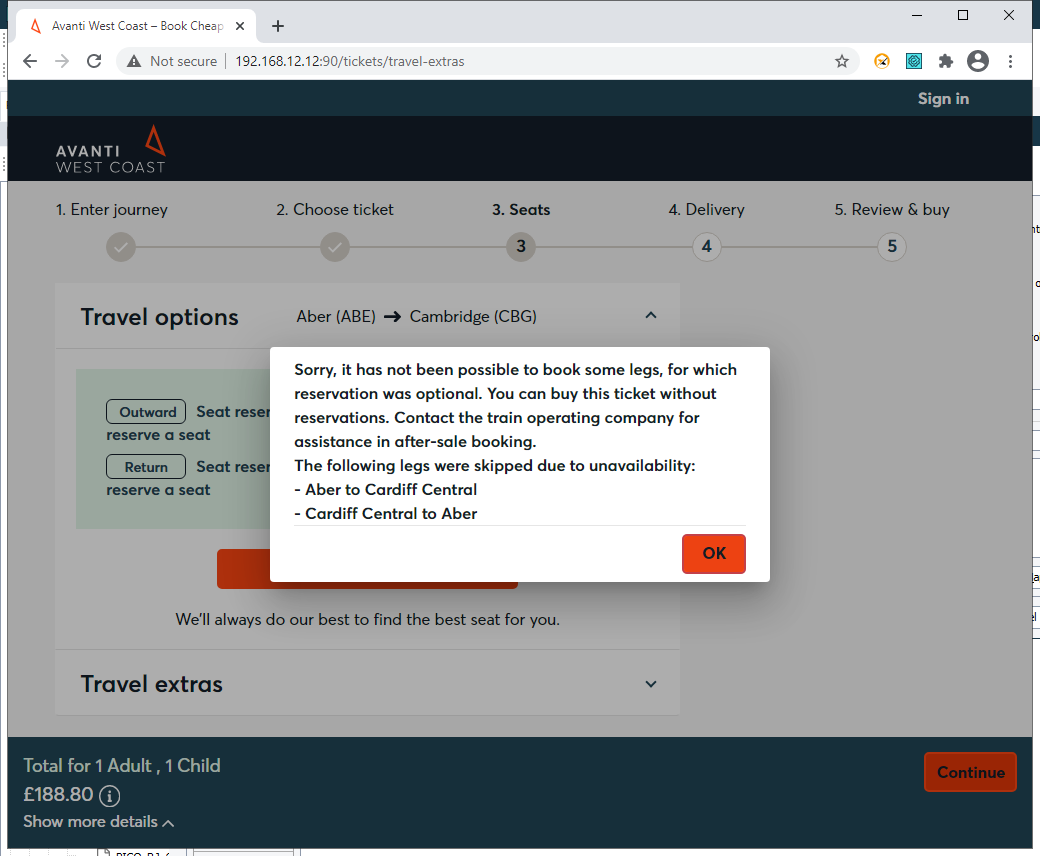 Avanti West Coast – Book Cheap
Not secure
192.168.12.12:90/tickets/travel-extras
Sign in
AVANTI
WEST COAST
1. Enter journey
2. Choose ticket
3. Seats
4. Delivery
5. Review & buy
3
4
5
Travel options
Aber (ABE) → Cambridge (CBG)
Sorry, it has not been possible to book some legs, for which
reservation was optional. You can buy this ticket without
reservations. Contact the train operating company for
assistance in after-sale booking.
The following legs were skipped due to unavailability:
- Aber to Cardiff Central
- Cardiff Central to Aber
OK
Outward Seat reser
reserve a seat
Return Seat reser
reserve a seat
We'll always do our best to find the best seat for you.
Travel extras
Total for 1 Adult , 1 Child
£188.80
Show more details
Continue